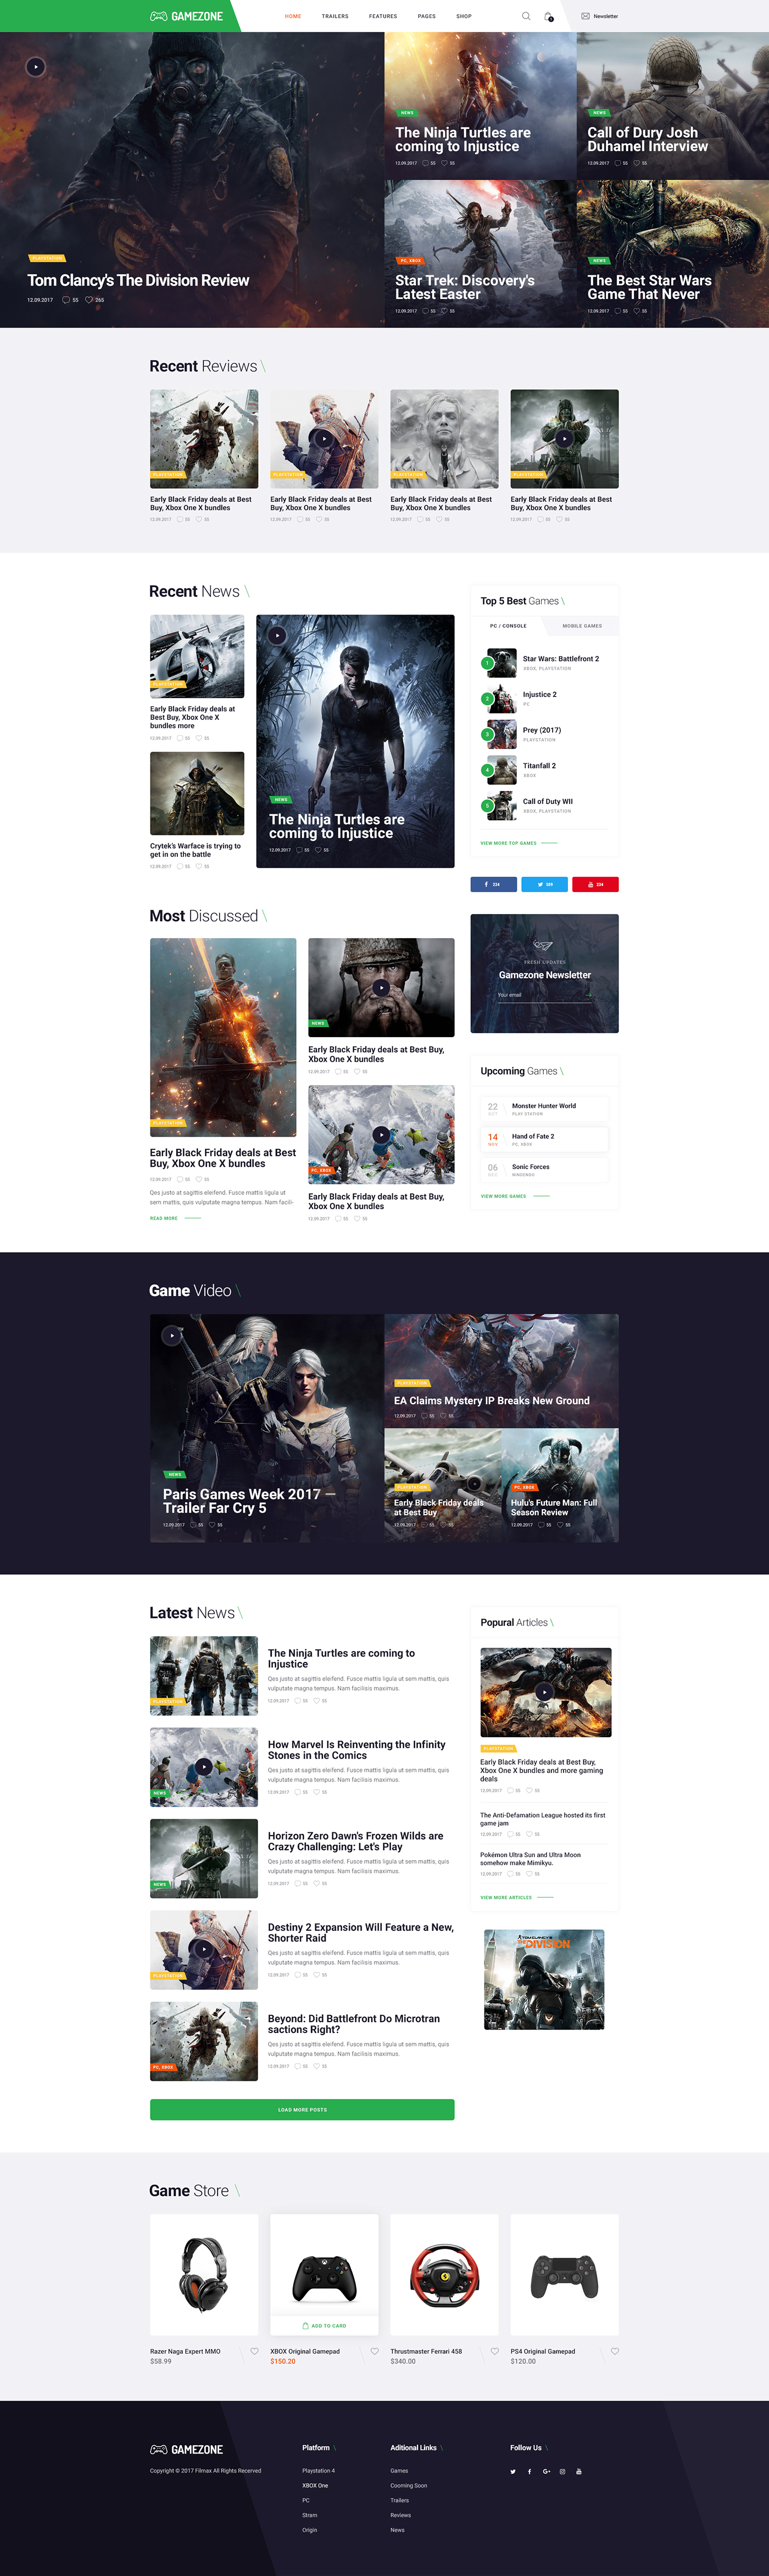 GAMEZONE
HOME
TRAILERS
FEATURES
PAGES
SHOP
Newsletter
PLAYSTATION
Tom Clancy's The Division Review
12.09.2017 55 265
NEWS
The Ninja Turtles are
coming to Injustice
12.09.2017 55 55
NEWS
Call of Dury Josh
Duhamel Interview
12.09.2017 55 55
PC, XBOX
Star Trek: Discovery's
Latest Easter
12.09.2017 55 55
NEWS
The Best Star Wars
Game That Never
12.09.2017 55 55
Recent Reviews \
PLAYSTATION
Early Black Friday deals at Best
Buy, Xbox One X bundles
12.09.2017 55 55
PLAYSTATION
Early Black Friday deals at Best
Buy, Xbox One X bundles
12.09.2017 55 55
PLAYSTATION
Early Black Friday deals at Best
Buy, Xbox One X bundles
12.09.2017 55 55
PLAYSTATION
Early Black Friday deals at Best
Buy, Xbox One X bundles
12.09.2017 55 55
Recent News \
PLAYSTATION
Early Black Friday deals at
Best Buy, Xbox One X
bundles more
12.09.2017 55 55
Crytek's Warface is trying to
get in on the battle
12.09.2017 55 55
NEWS
The Ninja Turtles are
coming to Injustice
12.09.2017 55 55
Top 5 Best Games \
PC / CONSOLE
MOBILE GAMES
1
Star Wars: Battlefront 2
XBOX, PLAYSTATION
2
Injustice 2
PC
3
Prey (2017)
PLAYSTATION
4
Titanfall 2
XBOX
5
Call of Duty WII
XBOX, PLAYSTATION
VIEW MORE TOP GAMES
234
FRESH UPDATES
Gamezone Newsletter
Your email
Most Discussed \
PLAYSTATION
Early Black Friday deals at Best
Buy, Xbox One X bundles
12.09.2017 55 55
Qes justo at sagittis eleifend. Fusce mattis ligula ut
sem mattis, quis vulputate magna tempus. Nam facili-
READ MORE
NEWS
Early Black Friday deals at Best Buy,
Xbox One X bundles
12.09.2017 55 55
PC, XBOX
Early Black Friday deals at Best Buy,
Xbox One X bundles
12.09.2017 55 55
Upcoming Games \
22
OCT
Monster Hunter World
PLAY STATION
14
NOV
Hand of Fate 2
PC, XBOX
06
DEC
Sonic Forces
VIEW MORE GAMES
Game Video \
NEWS
Paris Games Week 2017 —
Trailer Far Cry 5
12.09.2017 55 55
PLAYSTATION
EA Claims Mystery IP Breaks New Ground
12.09.2017 55 55
PLAYSTATION
Early Black Friday deals
at Best Buy
12.09.2017 55 55
PC, XBOX
Hulu's Future Man: Full
Season Review
12.09.2017 55 55
Latest News \
PLAYSTATION
The Ninja Turtles are coming to
Injustice
Qes justo at sagittis eleifend. Fusce mattis ligula ut sem mattis, quis
vulputate magna tempus. Nam facilisis maximus.
12.09.2017 55 55
NEWS
How Marvel Is Reinventing the Infinity
Stones in the Comics
Qes justo at sagittis eleifend. Fusce mattis ligula ut sem mattis, quis
vulputate magna tempus. Nam facilisis maximus.
12.09.2017 55 55
NEWS
Horizon Zero Dawn's Frozen Wilds are
Crazy Challenging: Let's Play
Qes justo at sagittis eleifend. Fusce mattis ligula ut sem mattis, quis
vulputate magna tempus. Nam facilisis maximus.
12.09.2017 55 55
PLAYSTATION
Destiny 2 Expansion Will Feature a New,
Shorter Raid
Qes justo at sagittis eleifend. Fusce mattis ligula ut sem mattis, quis
vulputate magna tempus. Nam facilisis maximus.
12.09.2017 55 55
PC, XBOX
Beyond: Did Battlefront Do Microtran
sactions Right?
Qes justo at sagittis eleifend. Fusce mattis ligula ut sem mattis, quis
vulputate magna tempus. Nam facilisis maximus.
12.09.2017 55 55
LOAD MORE POSTS
Popural Articles \
PLAYSTATION
Early Black Friday deals at Best Buy,
Xbox One X bundles and more gaming
deals
12.09.2017 55 55
The Anti-Defamation League hosted its first
game jam
12.09.2017 55 55
Pokémon Ultra Sun and Ultra Moon
somehow make Mimikyu.
12.09.2017 55 55
VIEW MORE ARTICLES
TOM CLANCY'S
THE DIVISION
Game Store \
Razer Naga Expert MMO
$58.99
ADD TO CARD
XBOX Original Gamepad
$150.20
Thrustmaster Ferrari 458
$340.00
PS4 Original Gamepad
$120.00
GAMEZONE
Copyright © 2017 Filmax All Rights Reserved
Platform \
Playstation 4
XBOX One
PC
Stram
Origin
Aditional Links \
Games
Cooming Soon
Trailers
Reviews
News
Follow Us \